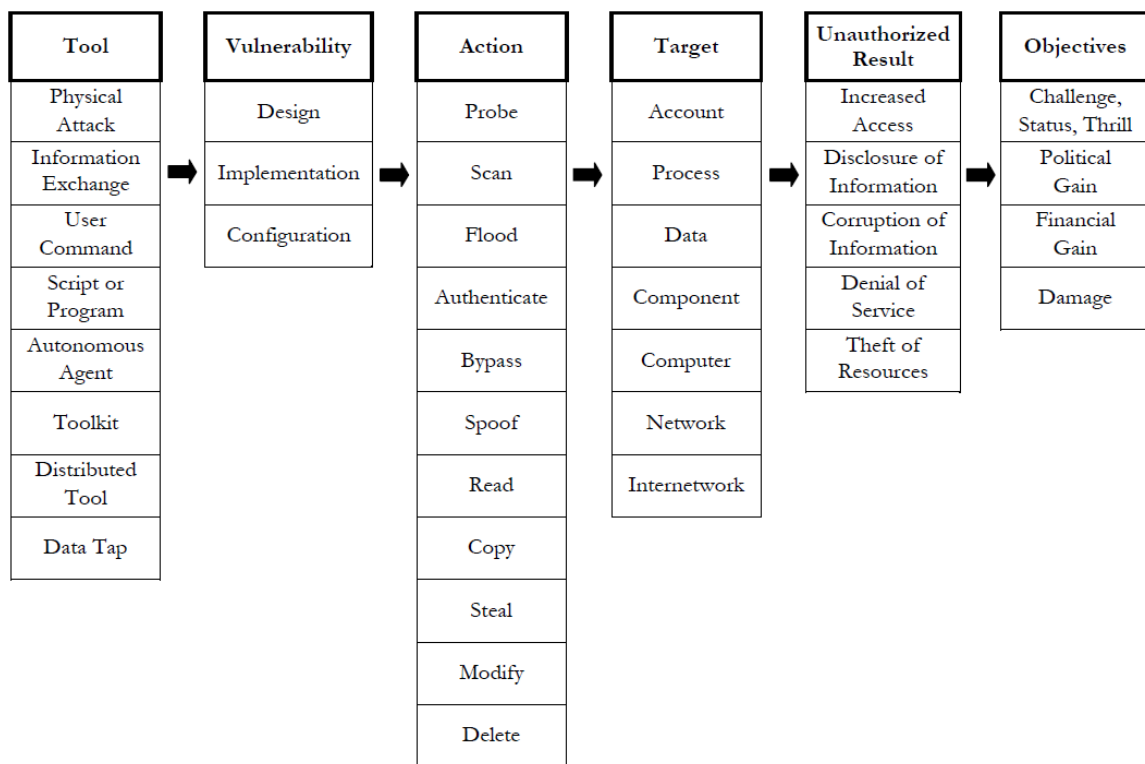 Tool
Physical
Attack
Information
Exchange
User
Command
Script or
Program
Autonomous
Agent
Toolkit
Distributed
Tool
Data Tap
Vulnerability
Design
Implementation
Configuration
Action
Probe
Scan
Flood
Authenticate
Bypass
Spoof
Read
Copy
Steal
Modify
Delete
Target
Account
Process
Data
Component
Computer
Network
Internetwork
Unauthorized
Result
Increased
Access
Disclosure of
Information
Corruption of
Information
Denial of
Service
Theft of
Resources
Objectives
Challenge,
Status, Thrill
Political
Gain
Financial
Gain
Damage